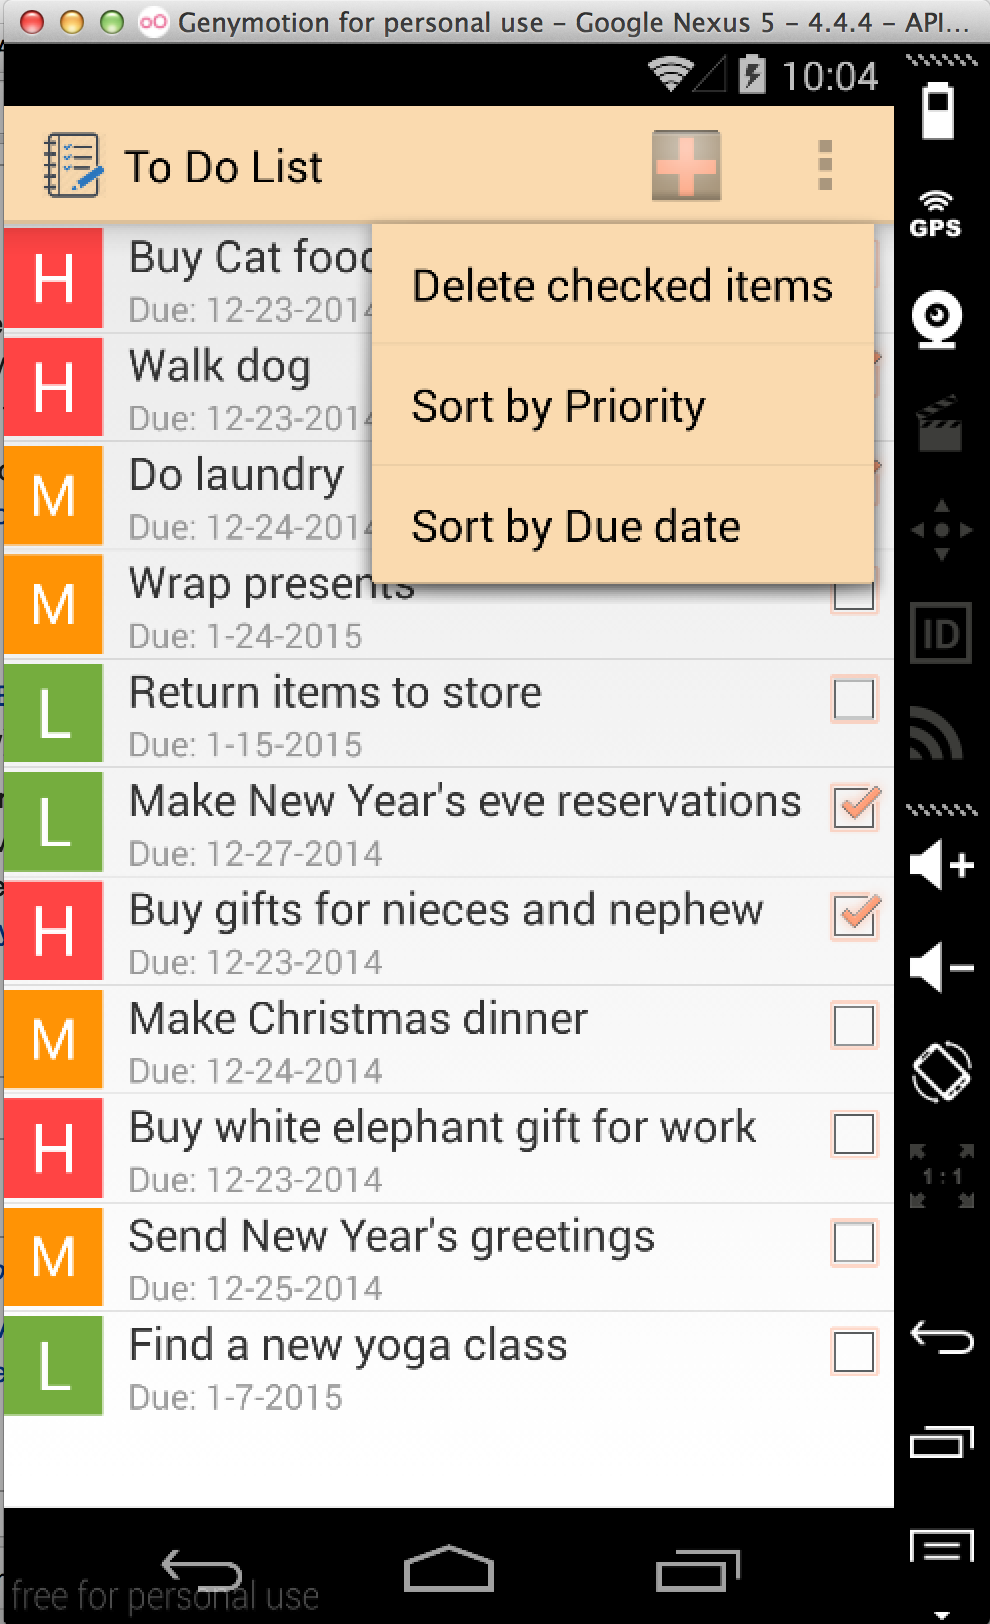 Genymotion for personal use – Google Nexus 5 – 4.4.4 – API...
10:04
To Do List
GPS
H
Buy Cat food
Due: 12-23-2014
Delete checked items
H
Walk dog
Due: 12-23-2014
Sort by Priority
M
Do laundry
Due: 12-24-2014
Sort by Due date
M
Wrap presents
Due: 1-24-2015
ID
L
Return items to store
Due: 1-15-2015
L
Make New Year's eve reservations
Due: 12-27-2014
H
Buy gifts for nieces and nephew
Due: 12-23-2014
M
Make Christmas dinner
Due: 12-24-2014
H
Buy white elephant gift for work
Due: 12-23-2014
1:1
M
Send New Year's greetings
Due: 12-25-2014
L
Find a new yoga class
Due: 1-7-2015
free for personal use